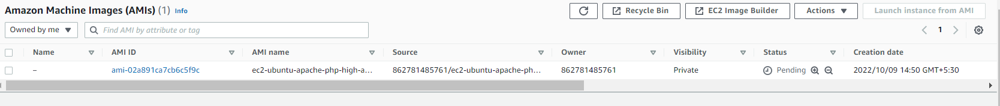 Amazon Machine Images (AMIs) (1) Info
Recycle Bin
EC2 Image Builder
Actions
Launch instance from AMI
Owned by me
Find AMI by attribute or tag
1
Name AMI ID AMI name Source Owner Visibility Status Creation date
– ami-02a891ca7cb6c5f9c ec2-ubuntu-apache-php-high-a... 862781485761/ec2-ubuntu-apache-ph... 862781485761 Private Pending 2022/10/09 14:50 GMT+5:30